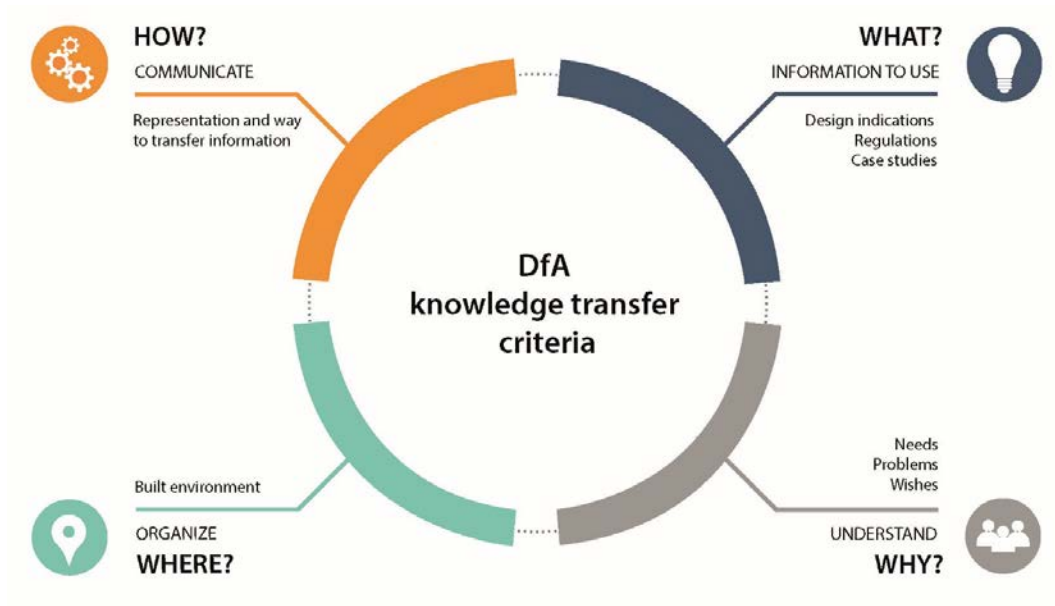 HOW?
COMMUNICATE
Representation and way
to transfer information
WHAT?
INFORMATION TO USE
Design indications
Regulations
Case studies
DfA
knowledge transfer
criteria
Built environment
ORGANIZE
WHERE?
Needs
Problems
Wishes
UNDERSTAND
WHY?